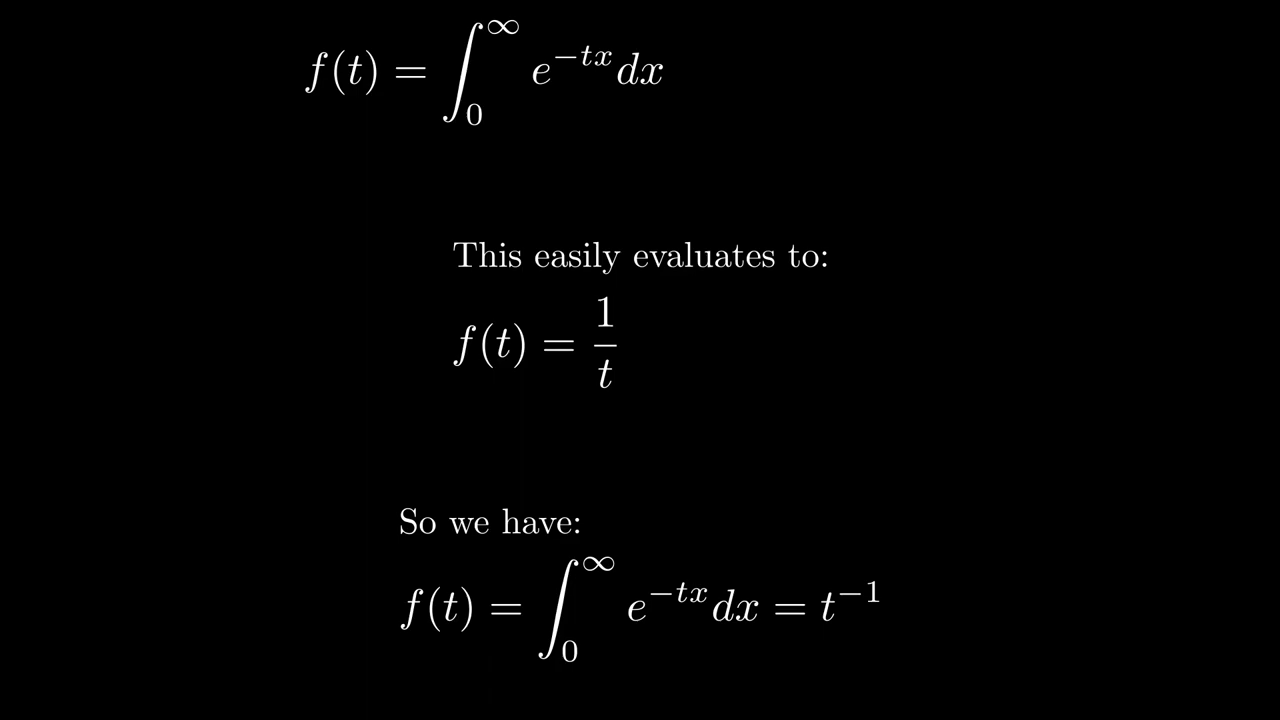 f(t) = ∫₀^∞ e^{-tx}dx
This easily evaluates to:
f(t) = 1/t
So we have:
f(t) = ∫₀^∞ e^{-tx}dx = t^{-1}